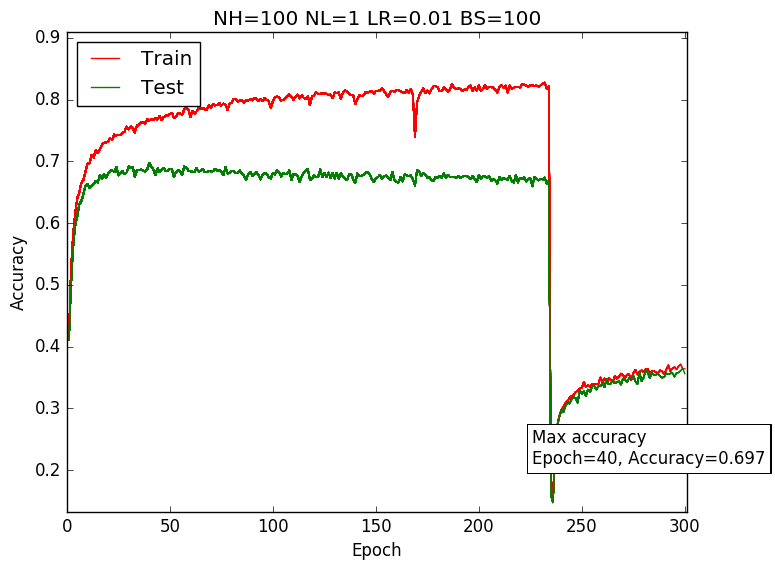 NH=100 NL=1 LR=0.01 BS=100
0.9
0.8
0.7
0.6
0.5
0.4
0.3
0.2
Accuracy
Train
Test
Max accuracy
Epoch=40, Accuracy=0.697
0 50 100 150 200 250 300
Epoch